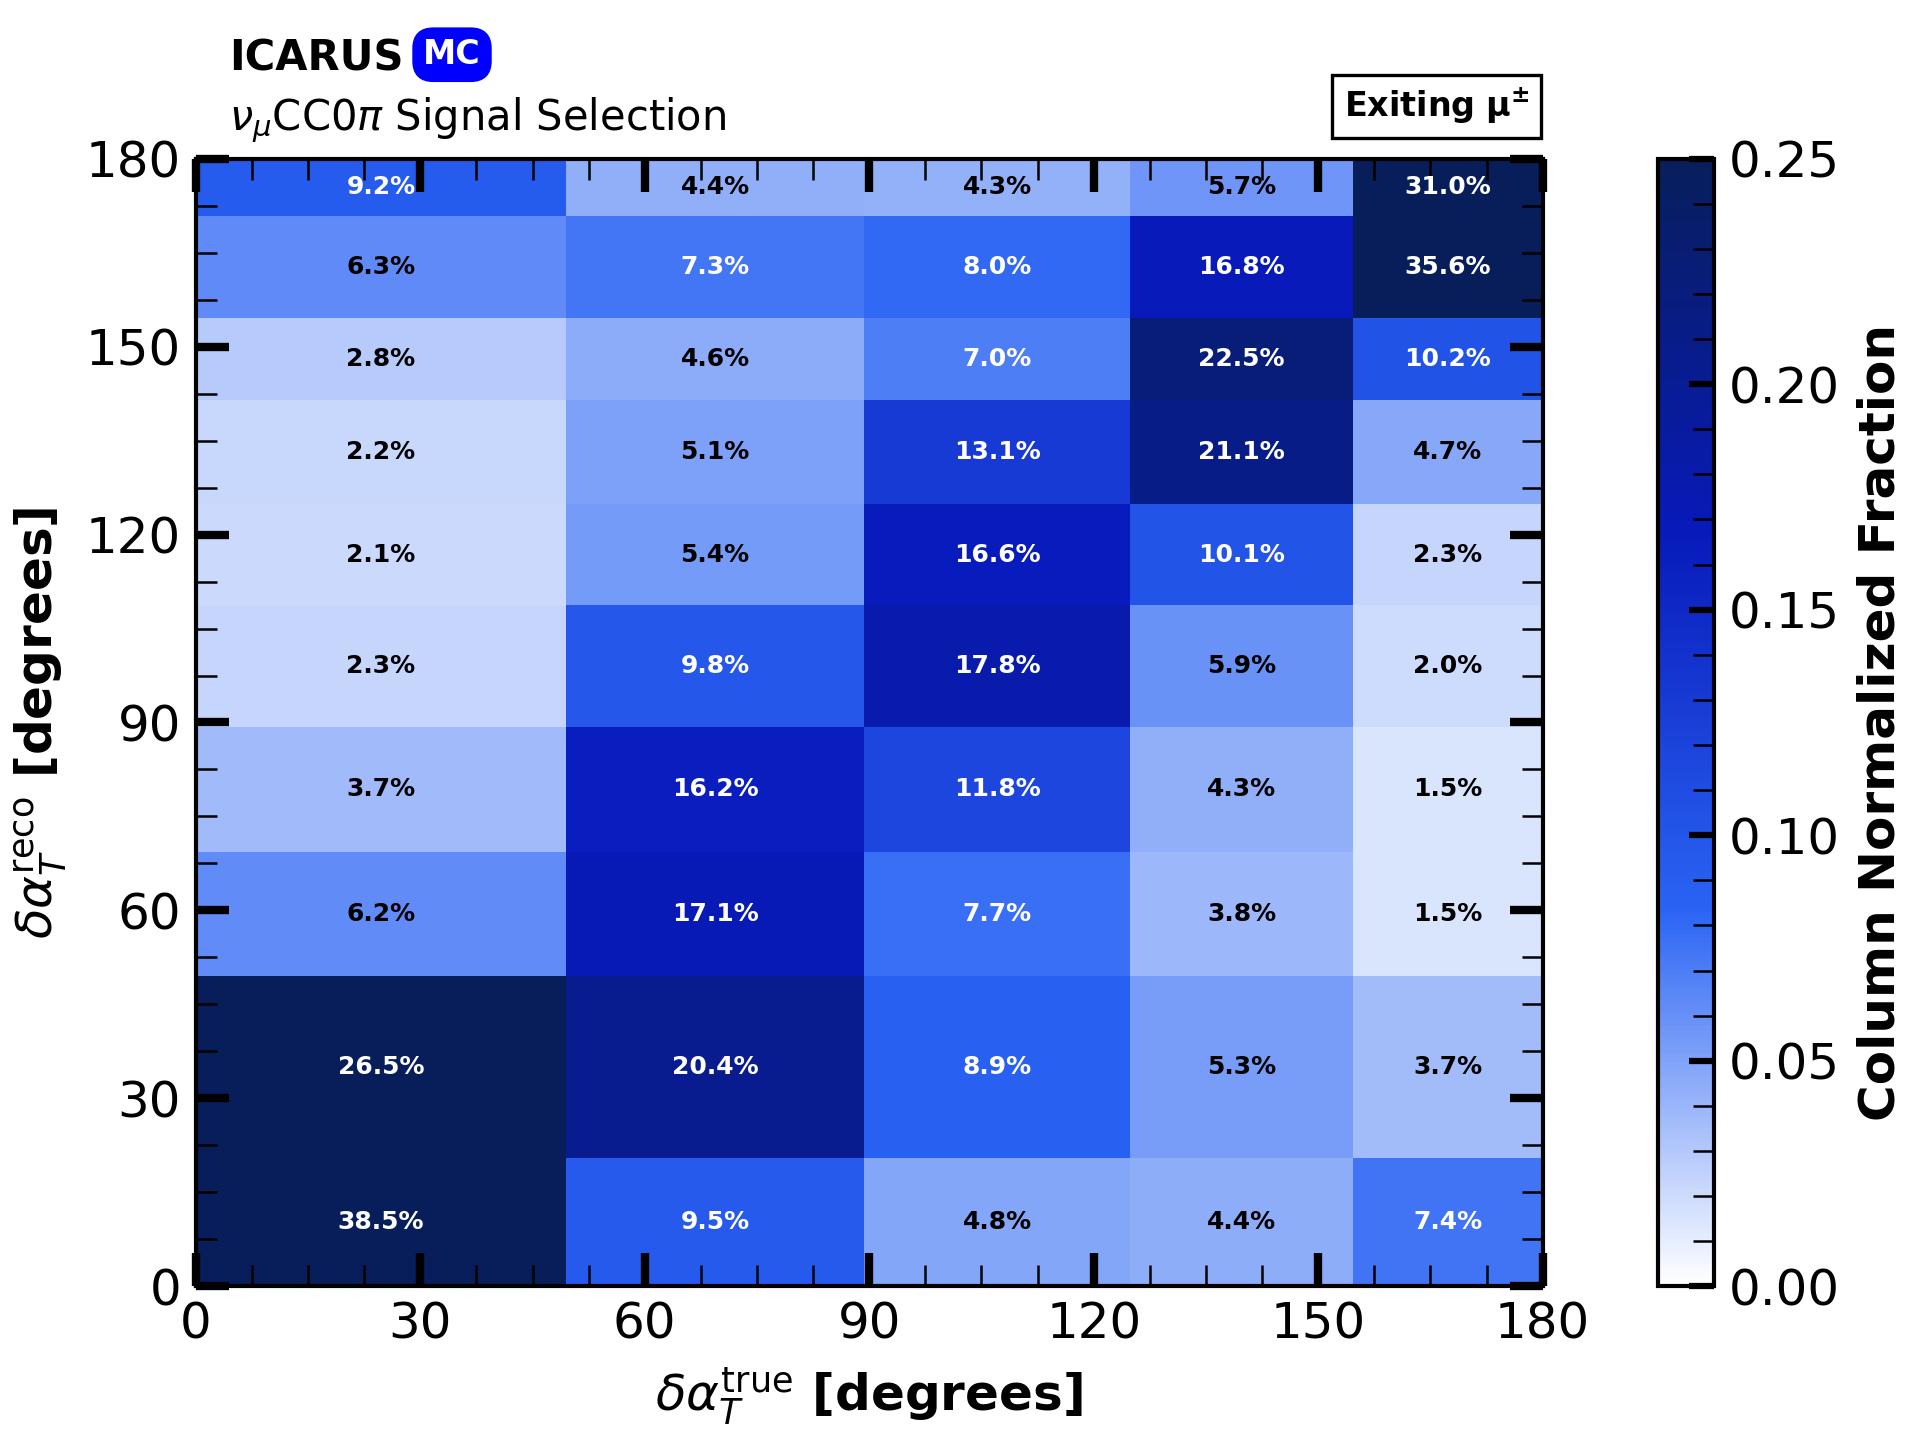 ICARUS MC
νμCC0π Signal Selection
Exiting μ±
180
150
120
90
60
30
0
9.2% 4.4% 4.3% 5.7% 31.0%
6.3% 7.3% 8.0% 16.8% 35.6%
2.8% 4.6% 7.0% 22.5% 10.2%
2.2% 5.1% 13.1% 21.1% 4.7%
2.1% 5.4% 16.6% 10.1% 2.3%
2.3% 9.8% 17.8% 5.9% 2.0%
3.7% 16.2% 11.8% 4.3% 1.5%
6.2% 17.1% 7.7% 3.8% 1.5%
26.5% 20.4% 8.9% 5.3% 3.7%
38.5% 9.5% 4.8% 4.4% 7.4%
0 30 60 90 120 150 180
δα_T^true [degrees]
δα_T^reco [degrees]
0.25
0.20
0.15
0.10
0.05
0.00
Column Normalized Fraction